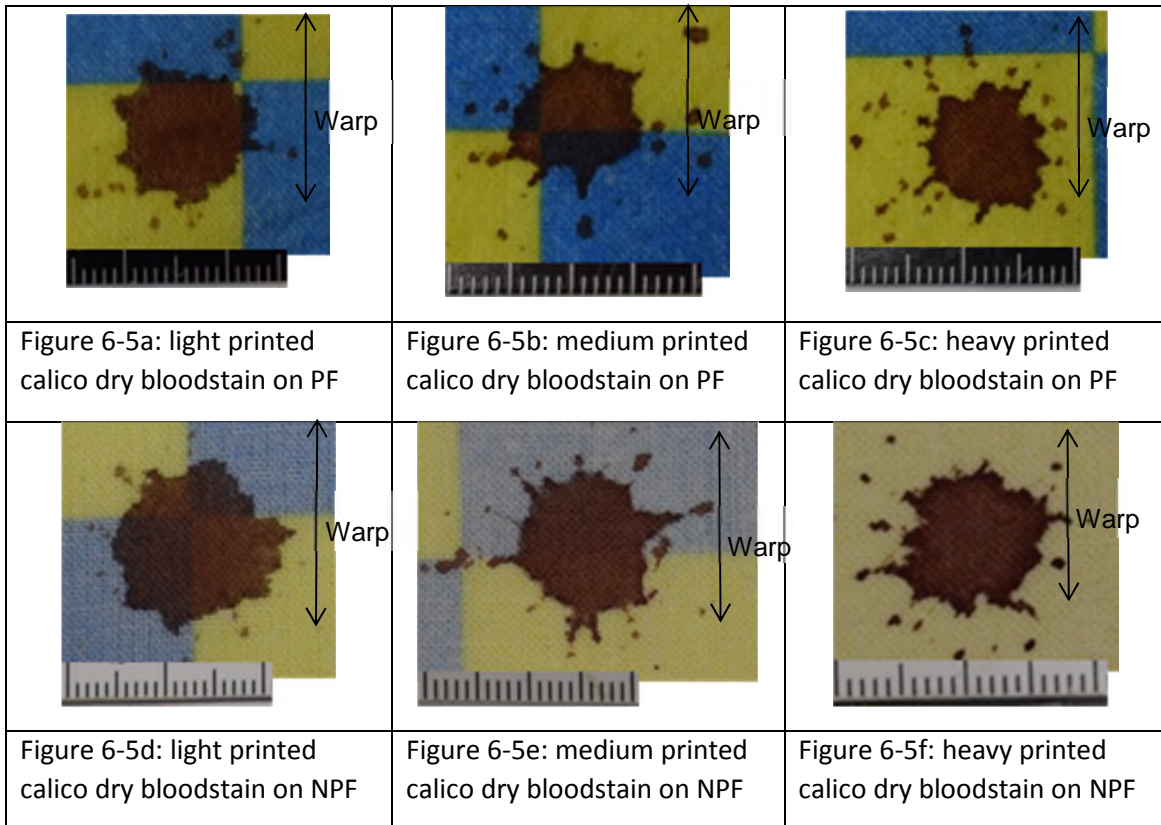 Warp
Warp
Warp
Figure 6-5a: light printed
calico dry bloodstain on PF
Figure 6-5b: medium printed
calico dry bloodstain on PF
Figure 6-5c: heavy printed
calico dry bloodstain on PF
Warp
Warp
Warp
Figure 6-5d: light printed
calico dry bloodstain on NPF
Figure 6-5e: medium printed
calico dry bloodstain on NPF
Figure 6-5f: heavy printed
calico dry bloodstain on NPF